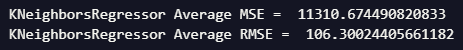 KNeighborsRegressor Average MSE =  11310.674490820833
KNeighborsRegressor Average RMSE =  106.30024405661182